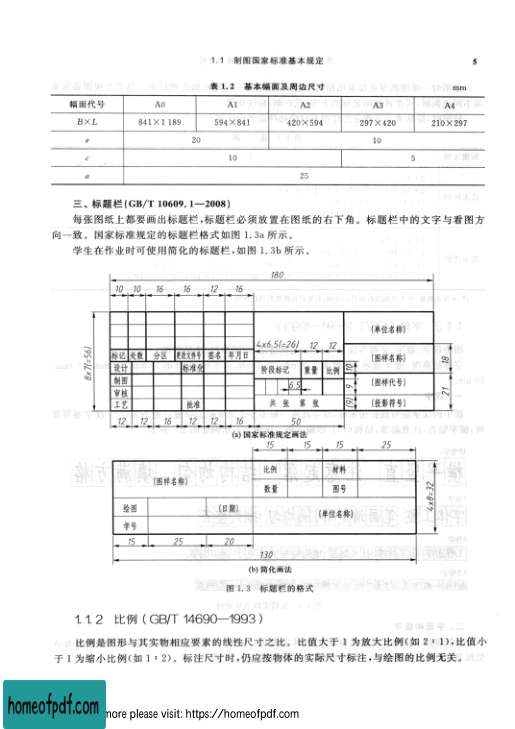 1.1 制图国家标准基本规定 5
表 1.2 基本幅面及周边尺寸 mm
幅面代号 A0 A1 A2 A3 A4
B×L 841×1 189 594×841 420×594 297×420 210×297
e 20 10
c 10 5
a 25
三、标题栏(GB/T 10609.1—2008)
每张图纸上都要画出标题栏,标题栏必须放置在图纸的右下角。标题栏中的文字与看图方
向一致。国家标准规定的标题栏格式如图 1.3a 所示。
学生在作业时可使用简化的标题栏,如图 1.3b 所示。
180
10 10 16 16 12 16
8×7(=56)
(单位名称)
4×6.5(=26) 12 12
标记 处数 分区 更改文件号 签名 年月日
(图样名称)
18
设计 标准化 阶段标记 重量 比例
10
制图 6.5 9 (图样代号)
21
审核
工艺 批准 共 张 第 张 (9) (投影符号)
12 12 16 12 12 16 50
(a) 国家标准规定画法
15 15 15 25
(图样名称) 比例 材料
数量 图号
4×8=32
绘图 (日期) (单位名称)
学号
15 25 20
130
(b) 简化画法
图 1.3 标题栏的格式
1.1.2 比例(GB/T 14690—1993)
比例是图形与其实物相应要素的线性尺寸之比。比值大于 1 为放大比例(如 2∶1),比值小
于 1 为缩小比例(如 1∶2)。标注尺寸时,仍应按物体的实际尺寸标注,与绘图的比例无关。
homeofpdf.com
more please visit: https://homeofpdf.com